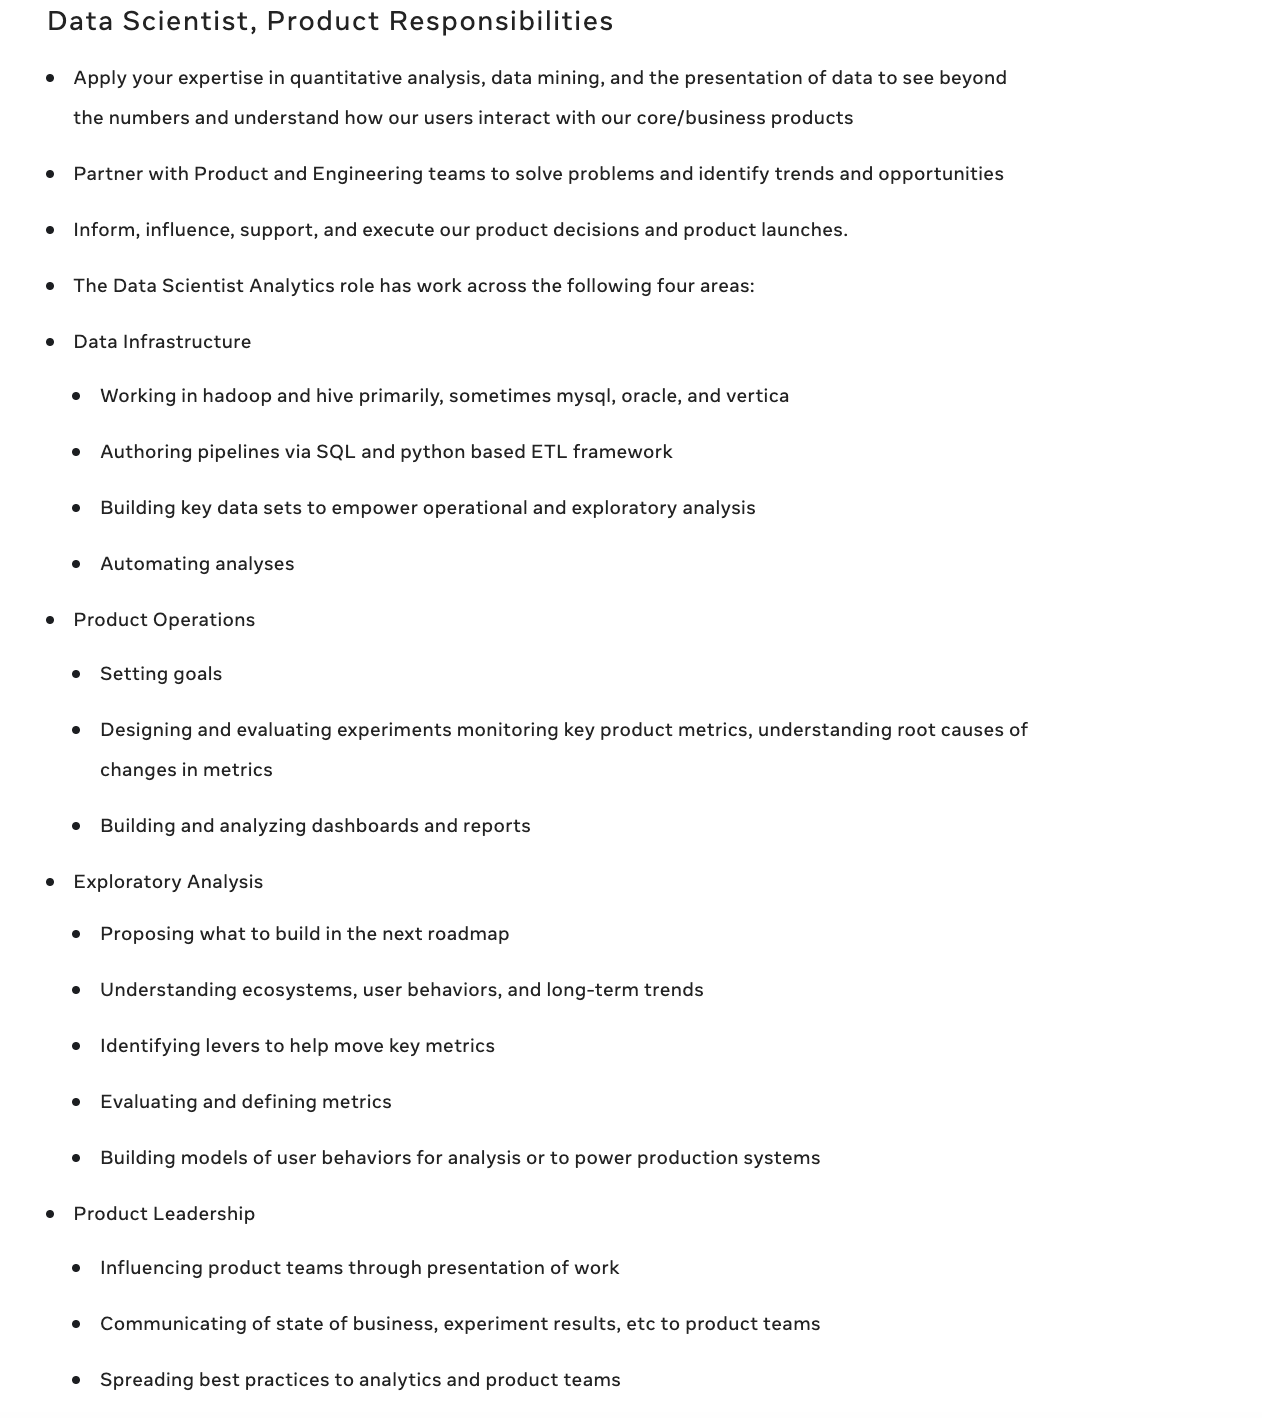 Data Scientist, Product Responsibilities
• Apply your expertise in quantitative analysis, data mining, and the presentation of data to see beyond
the numbers and understand how our users interact with our core/business products
• Partner with Product and Engineering teams to solve problems and identify trends and opportunities
• Inform, influence, support, and execute our product decisions and product launches.
• The Data Scientist Analytics role has work across the following four areas:
• Data Infrastructure
• Working in hadoop and hive primarily, sometimes mysql, oracle, and vertica
• Authoring pipelines via SQL and python based ETL framework
• Building key data sets to empower operational and exploratory analysis
• Automating analyses
• Product Operations
• Setting goals
• Designing and evaluating experiments monitoring key product metrics, understanding root causes of
changes in metrics
• Building and analyzing dashboards and reports
• Exploratory Analysis
• Proposing what to build in the next roadmap
• Understanding ecosystems, user behaviors, and long-term trends
• Identifying levers to help move key metrics
• Evaluating and defining metrics
• Building models of user behaviors for analysis or to power production systems
• Product Leadership
• Influencing product teams through presentation of work
• Communicating of state of business, experiment results, etc to product teams
• Spreading best practices to analytics and product teams